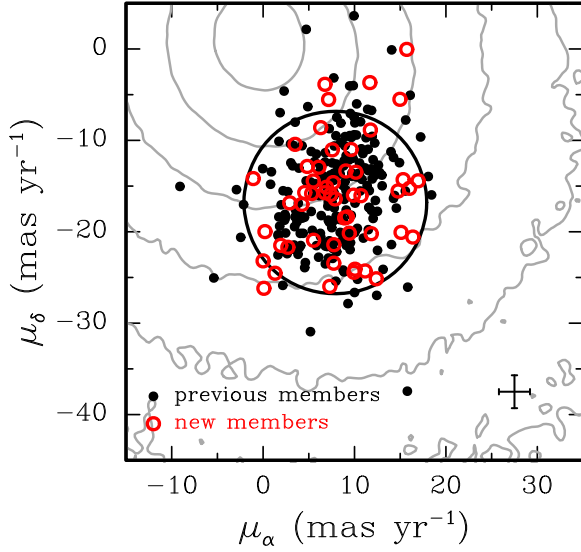 0
−10
−20
−30
−40
μδ (mas yr−1)
previous members
new members
−10 0 10 20 30
μα (mas yr−1)